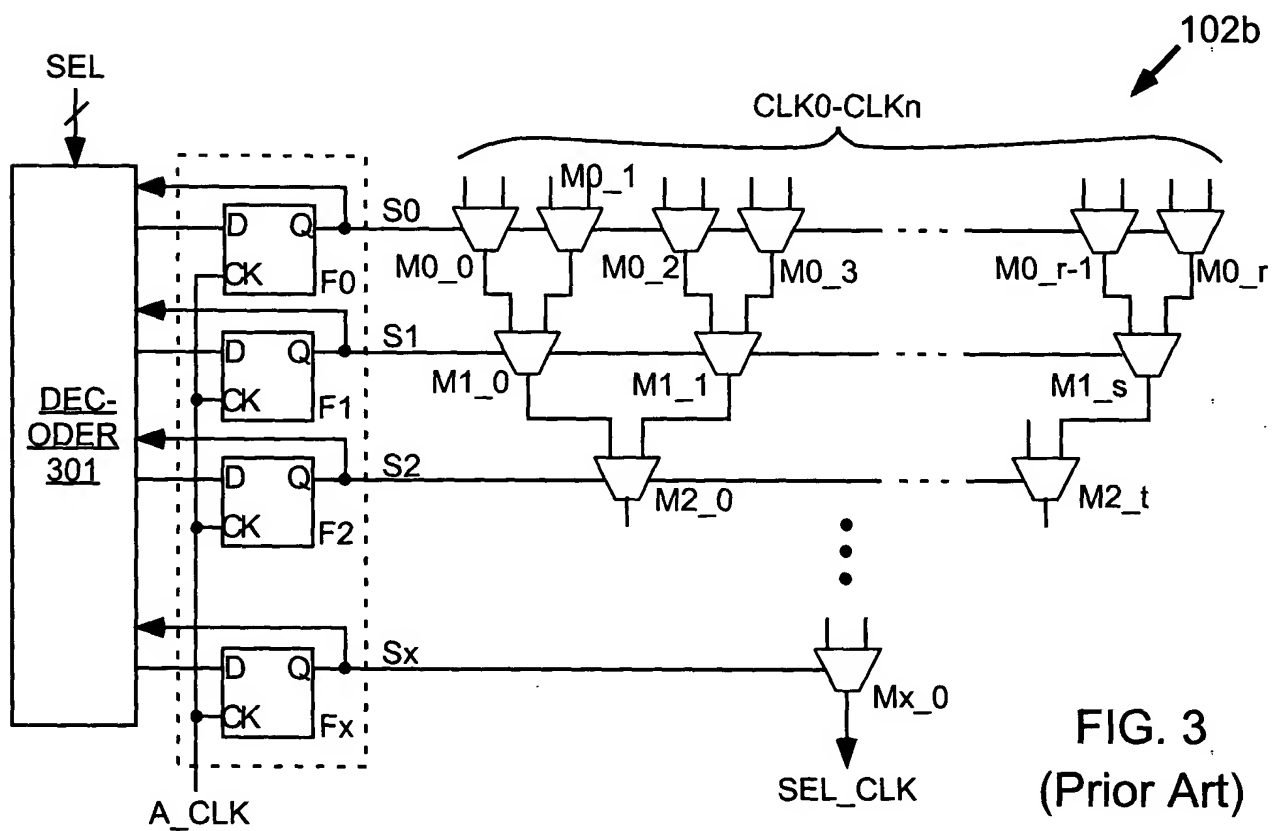 102b
SEL
CLK0-CLKn
M0_1
S0
D Q
CK
F0
M0_0
M0_2
M0_3
M0_r-1
M0_r
S1
D Q
CK
F1
M1_0
M1_1
M1_s
DEC-
ODER
301
S2
D Q
CK
F2
M2_0
M2_t
Sx
D Q
CK
Fx
Mx_0
A_CLK
SEL_CLK
FIG. 3
(Prior Art)